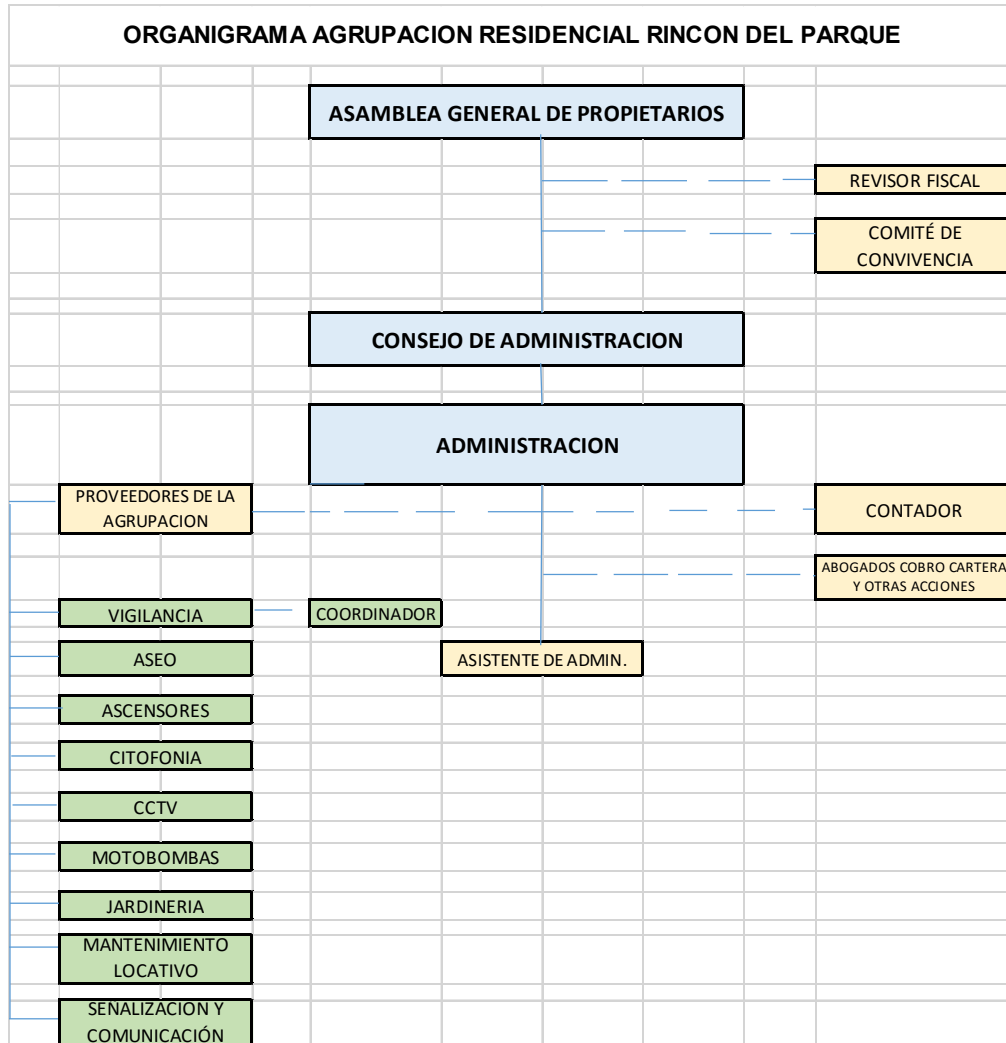 ORGANIGRAMA AGRUPACION RESIDENCIAL RINCON DEL PARQUE
ASAMBLEA GENERAL DE PROPIETARIOS
REVISOR FISCAL
COMITÉ DE
CONVIVENCIA
CONSEJO DE ADMINISTRACION
ADMINISTRACION
PROVEEDORES DE LA
AGRUPACION
CONTADOR
ABOGADOS COBRO CARTERA
Y OTRAS ACCIONES
VIGILANCIA
COORDINADOR
ASEO
ASISTENTE DE ADMIN.
ASCENSORES
CITOFONIA
CCTV
MOTOBOMBAS
JARDINERIA
MANTENIMIENTO
LOCATIVO
SEÑALIZACION Y
COMUNICACIÓN